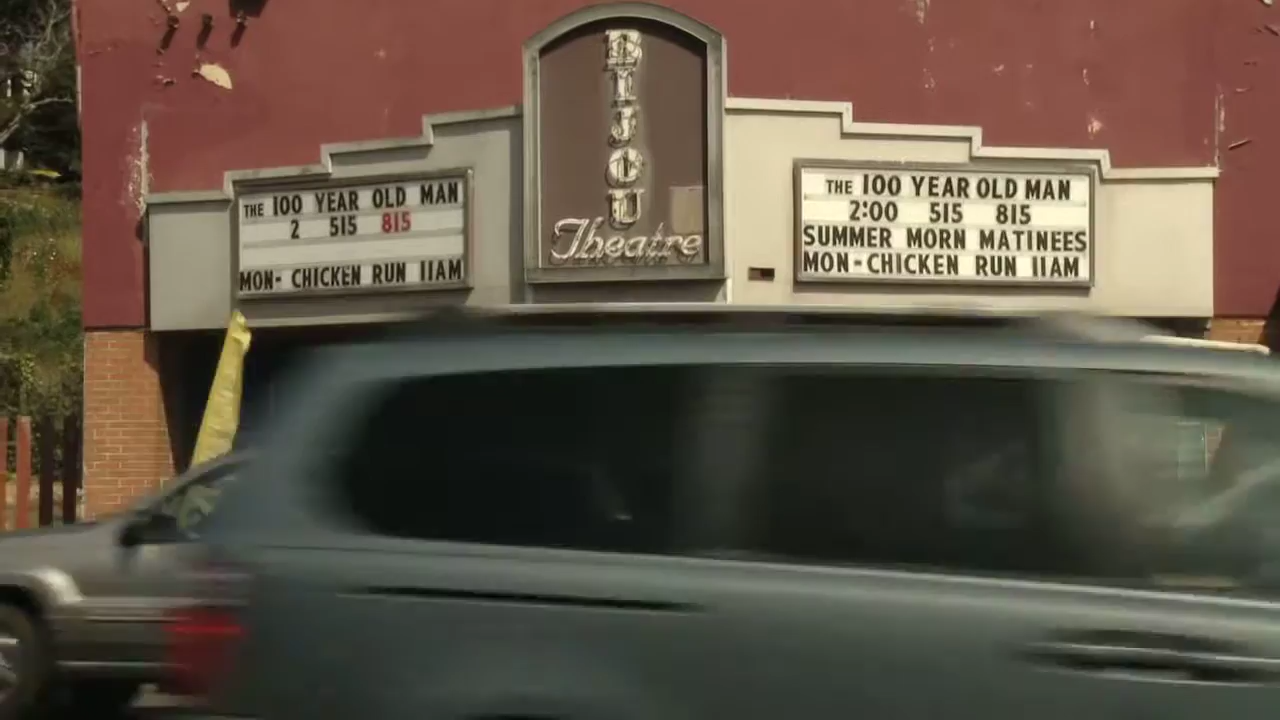 BIJOU
Theatre
THE 100 YEAR OLD MAN
2 515 815
MON- CHICKEN RUN 11AM
THE 100 YEAR OLD MAN
2:00 515 815
SUMMER MORN MATINEES
MON-CHICKEN RUN 11AM